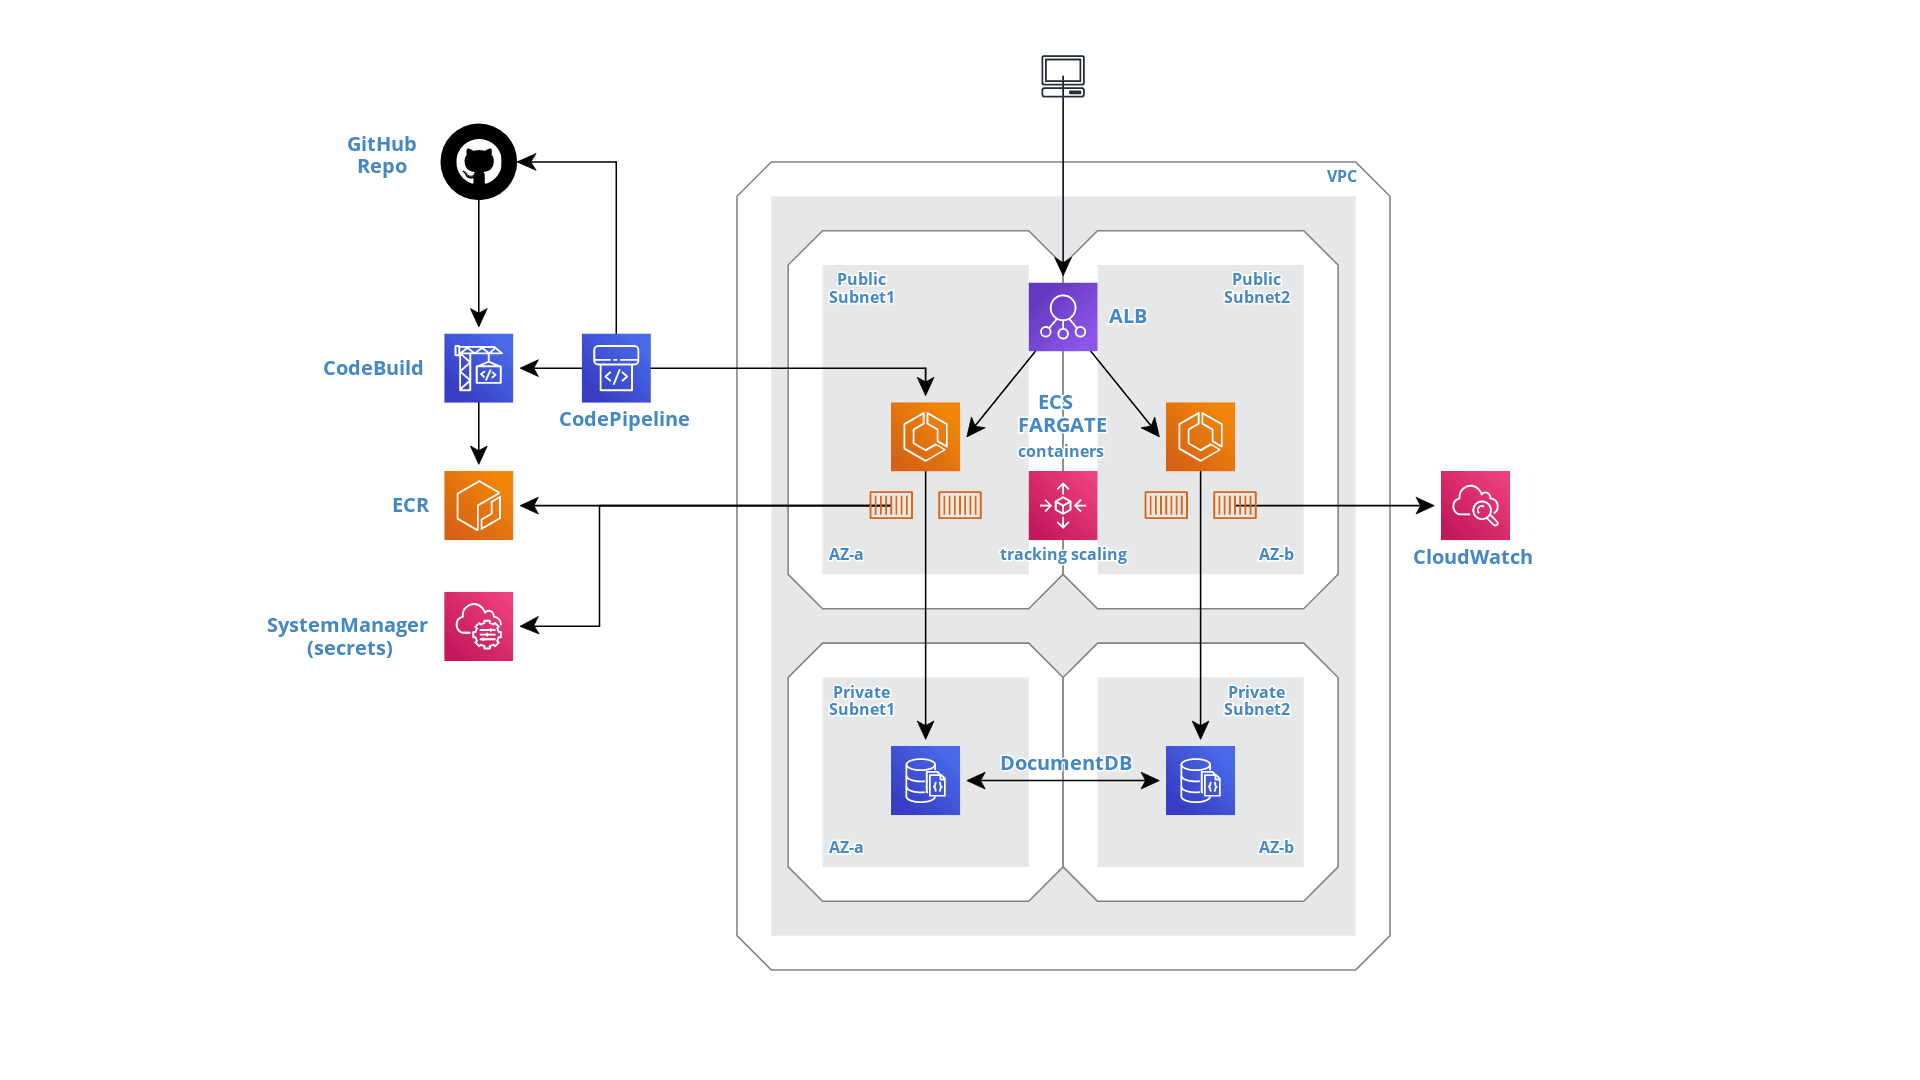 GitHub
Repo
VPC
Public
Subnet1
Public
Subnet2
ALB
CodeBuild
CodePipeline
ECS
FARGATE
containers
ECR
tracking scaling
AZ-a
AZ-b
CloudWatch
SystemManager
(secrets)
Private
Subnet1
Private
Subnet2
DocumentDB
AZ-a
AZ-b